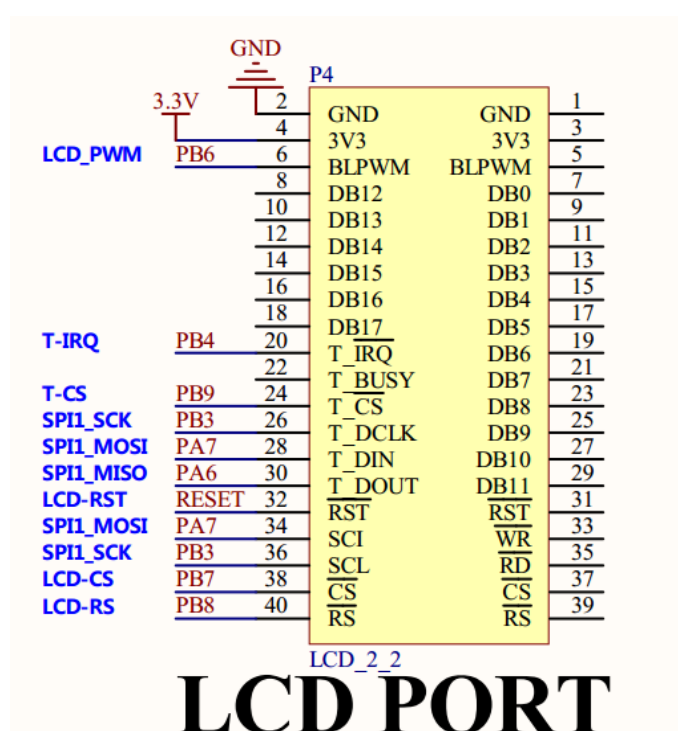 GND
P4
3.3V 2 GND GND 1
4 3V3 3V3 3
LCD_PWM PB6 6 BLPWM BLPWM 5
8 DB12 DB0 7
10 DB13 DB1 9
12 DB14 DB2 11
14 DB15 DB3 13
16 DB16 DB4 15
18 DB17 DB5 17
T-IRQ PB4 20 T_IRQ DB6 19
22 T_BUSY DB7 21
T-CS PB9 24 T_CS DB8 23
SPI1_SCK PB3 26 T_DCLK DB9 25
SPI1_MOSI PA7 28 T_DIN DB10 27
SPI1_MISO PA6 30 T_DOUT DB11 29
LCD-RST RESET 32 RST RST 31
SPI1_MOSI PA7 34 SCI WR 33
SPI1_SCK PB3 36 SCL RD 35
LCD-CS PB7 38 CS CS 37
LCD-RS PB8 40 RS RS 39
LCD_2_2
LCD PORT